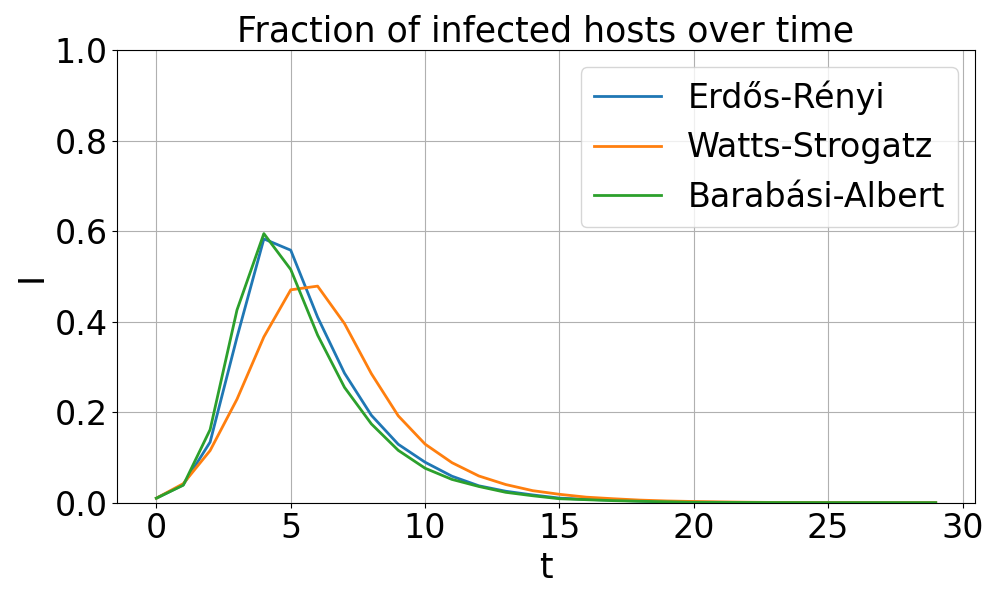 Fraction of infected hosts over time
1.0
0.8
0.6
0.4
0.2
0.0
I
Erdős-Rényi
Watts-Strogatz
Barabási-Albert
0 5 10 15 20 25 30
t